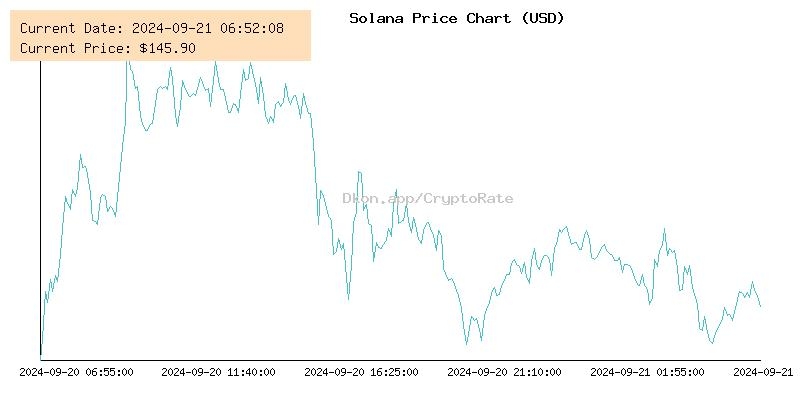 Solana Price Chart (USD)
Current Date: 2024-09-21 06:52:08
Current Price: $145.90
Dkon.app/CryptoRate
2024-09-20 06:55:00 2024-09-20 11:40:00 2024-09-20 16:25:00 2024-09-20 21:10:00 2024-09-21 01:55:00 2024-09-21